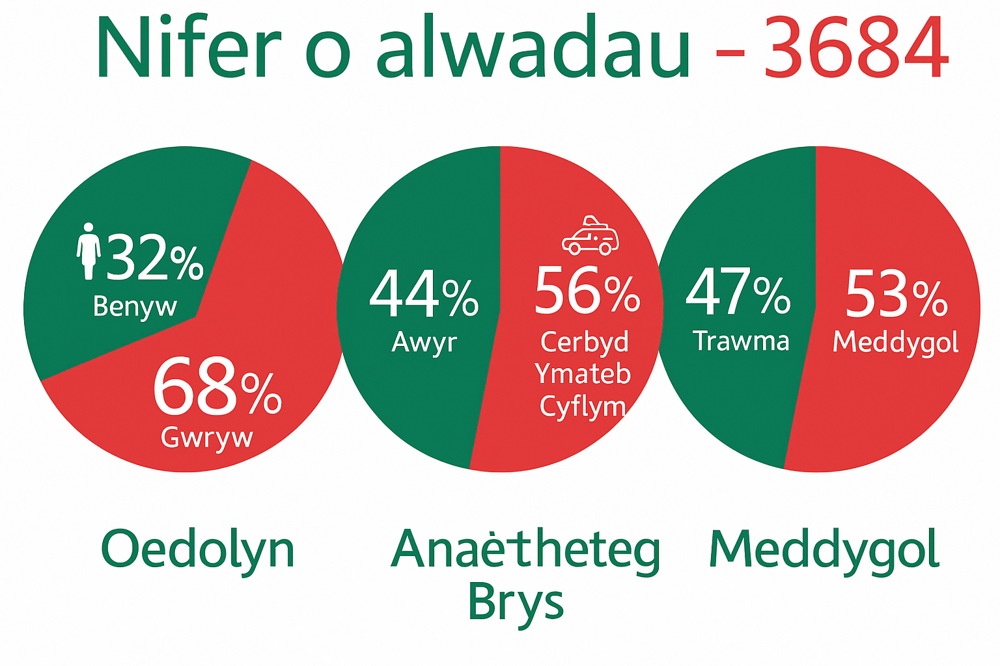 Nifer o alwadau - 3684
32%
Benyw
68%
Gwryw
44%
Awyr
56%
Cerbyd
Ymateb
Cyflym
47%
Trawma
53%
Meddygol
Oedolyn
Anaėtheteg
Brys
Meddygol